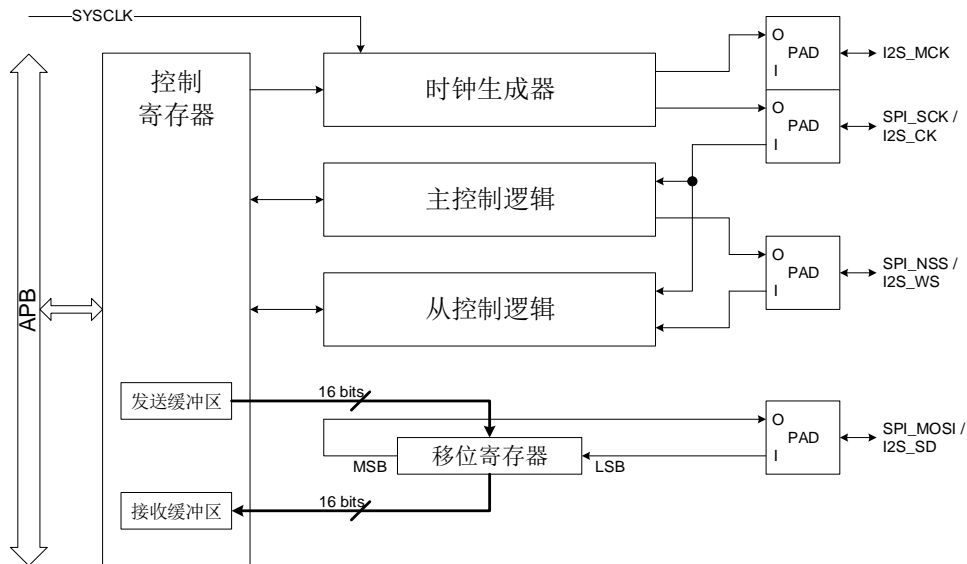 SYSCLK
APB
控制
寄存器
时钟生成器
主控制逻辑
从控制逻辑
O
I
PAD
I2S_MCK
O
I
PAD
SPI_SCK /
I2S_CK
O
I
PAD
SPI_NSS /
I2S_WS
发送缓冲区
16 bits
MSB
移位寄存器
LSB
O
I
PAD
SPI_MOSI /
I2S_SD
接收缓冲区
16 bits